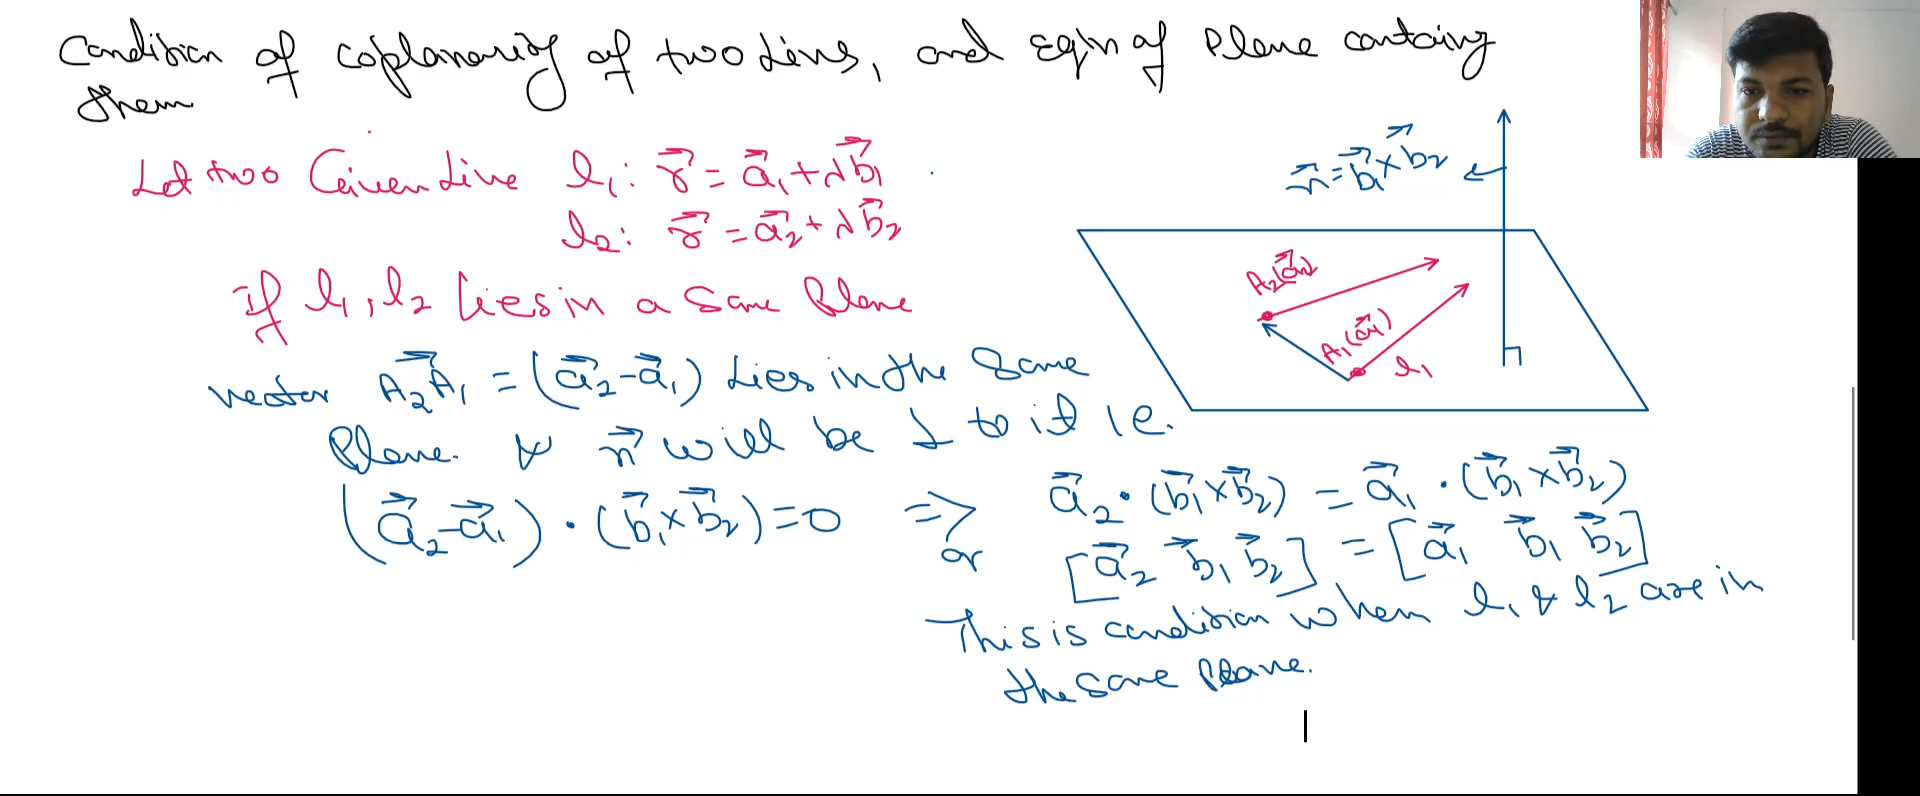 Condition of coplanarity of two lines, and Eqn of Plane containing
them
Let two Given Line l₁: r⃗ = a⃗₁ + λb⃗₁
l₂: r⃗ = a⃗₂ + λb⃗₂
if l₁, l₂ lies in a Same Plane
vector A₂A₁⃗ = (a⃗₂ - a⃗₁) Lies in the Same
Plane. & n⃗ will be ⊥ to it i.e.
(a⃗₂ - a⃗₁) · (b⃗₁ × b⃗₂) = 0 ⇒ a⃗₂ · (b⃗₁ × b⃗₂) = a⃗₁ · (b⃗₁ × b⃗₂)
or [a⃗₂ b⃗₁ b⃗₂] = [a⃗₁ b⃗₁ b⃗₂]
This is condition when l₁ & l₂ are in
the same Plane.
n⃗ = b⃗₁ × b⃗₂
A₂(a⃗₂)
A₁(a⃗₁)
l₁